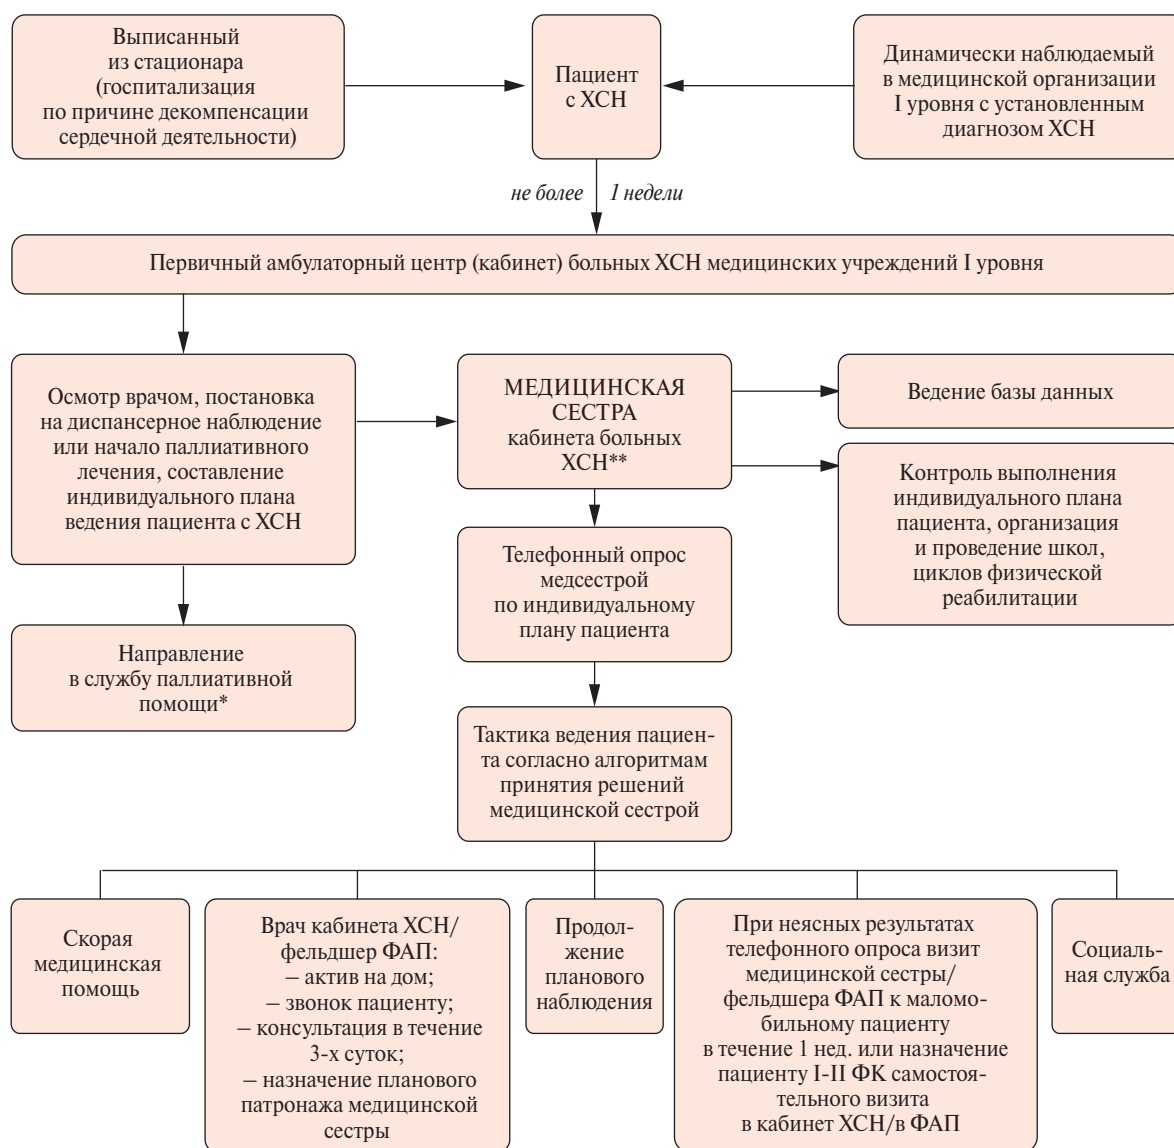 Выписанный
из стационара
(госпитализация
по причине декомпенсации
сердечной деятельности)
Пациент
с ХСН
Динамически наблюдаемый
в медицинской организации
I уровня с установленным
диагнозом ХСН
не более 1 недели
Первичный амбулаторный центр (кабинет) больных ХСН медицинских учреждений I уровня
Осмотр врачом, постановка
на диспансерное наблюдение
или начало паллиативного
лечения, составление
индивидуального плана
ведения пациента с ХСН
МЕДИЦИНСКАЯ
СЕСТРА
кабинета больных
ХСН**
Ведение базы данных
Контроль выполнения
индивидуального плана
пациента, организация
и проведение школ,
циклов физической
реабилитации
Телефонный опрос
медсестрой
по индивидуальному
плану пациента
Направление
в службу паллиативной
помощи*
Тактика ведения пациен-
та согласно алгоритмам
принятия решений
медицинской сестрой
Скорая
медицинская
помощь
Врач кабинета ХСН/
фельдшер ФАП:
– актив на дом;
– звонок пациенту;
– консультация в течение
3-х суток;
– назначение планового
патронажа медицинской
сестры
Продол-
жение
планового
наблюдения
При неясных результатах
телефонного опроса визит
медицинской сестры/
фельдшера ФАП к маломо-
бильному пациенту
в течение 1 нед. или назначение
пациенту I-II ФК самостоя-
тельного визита
в кабинет ХСН/в ФАП
Социаль-
ная служба